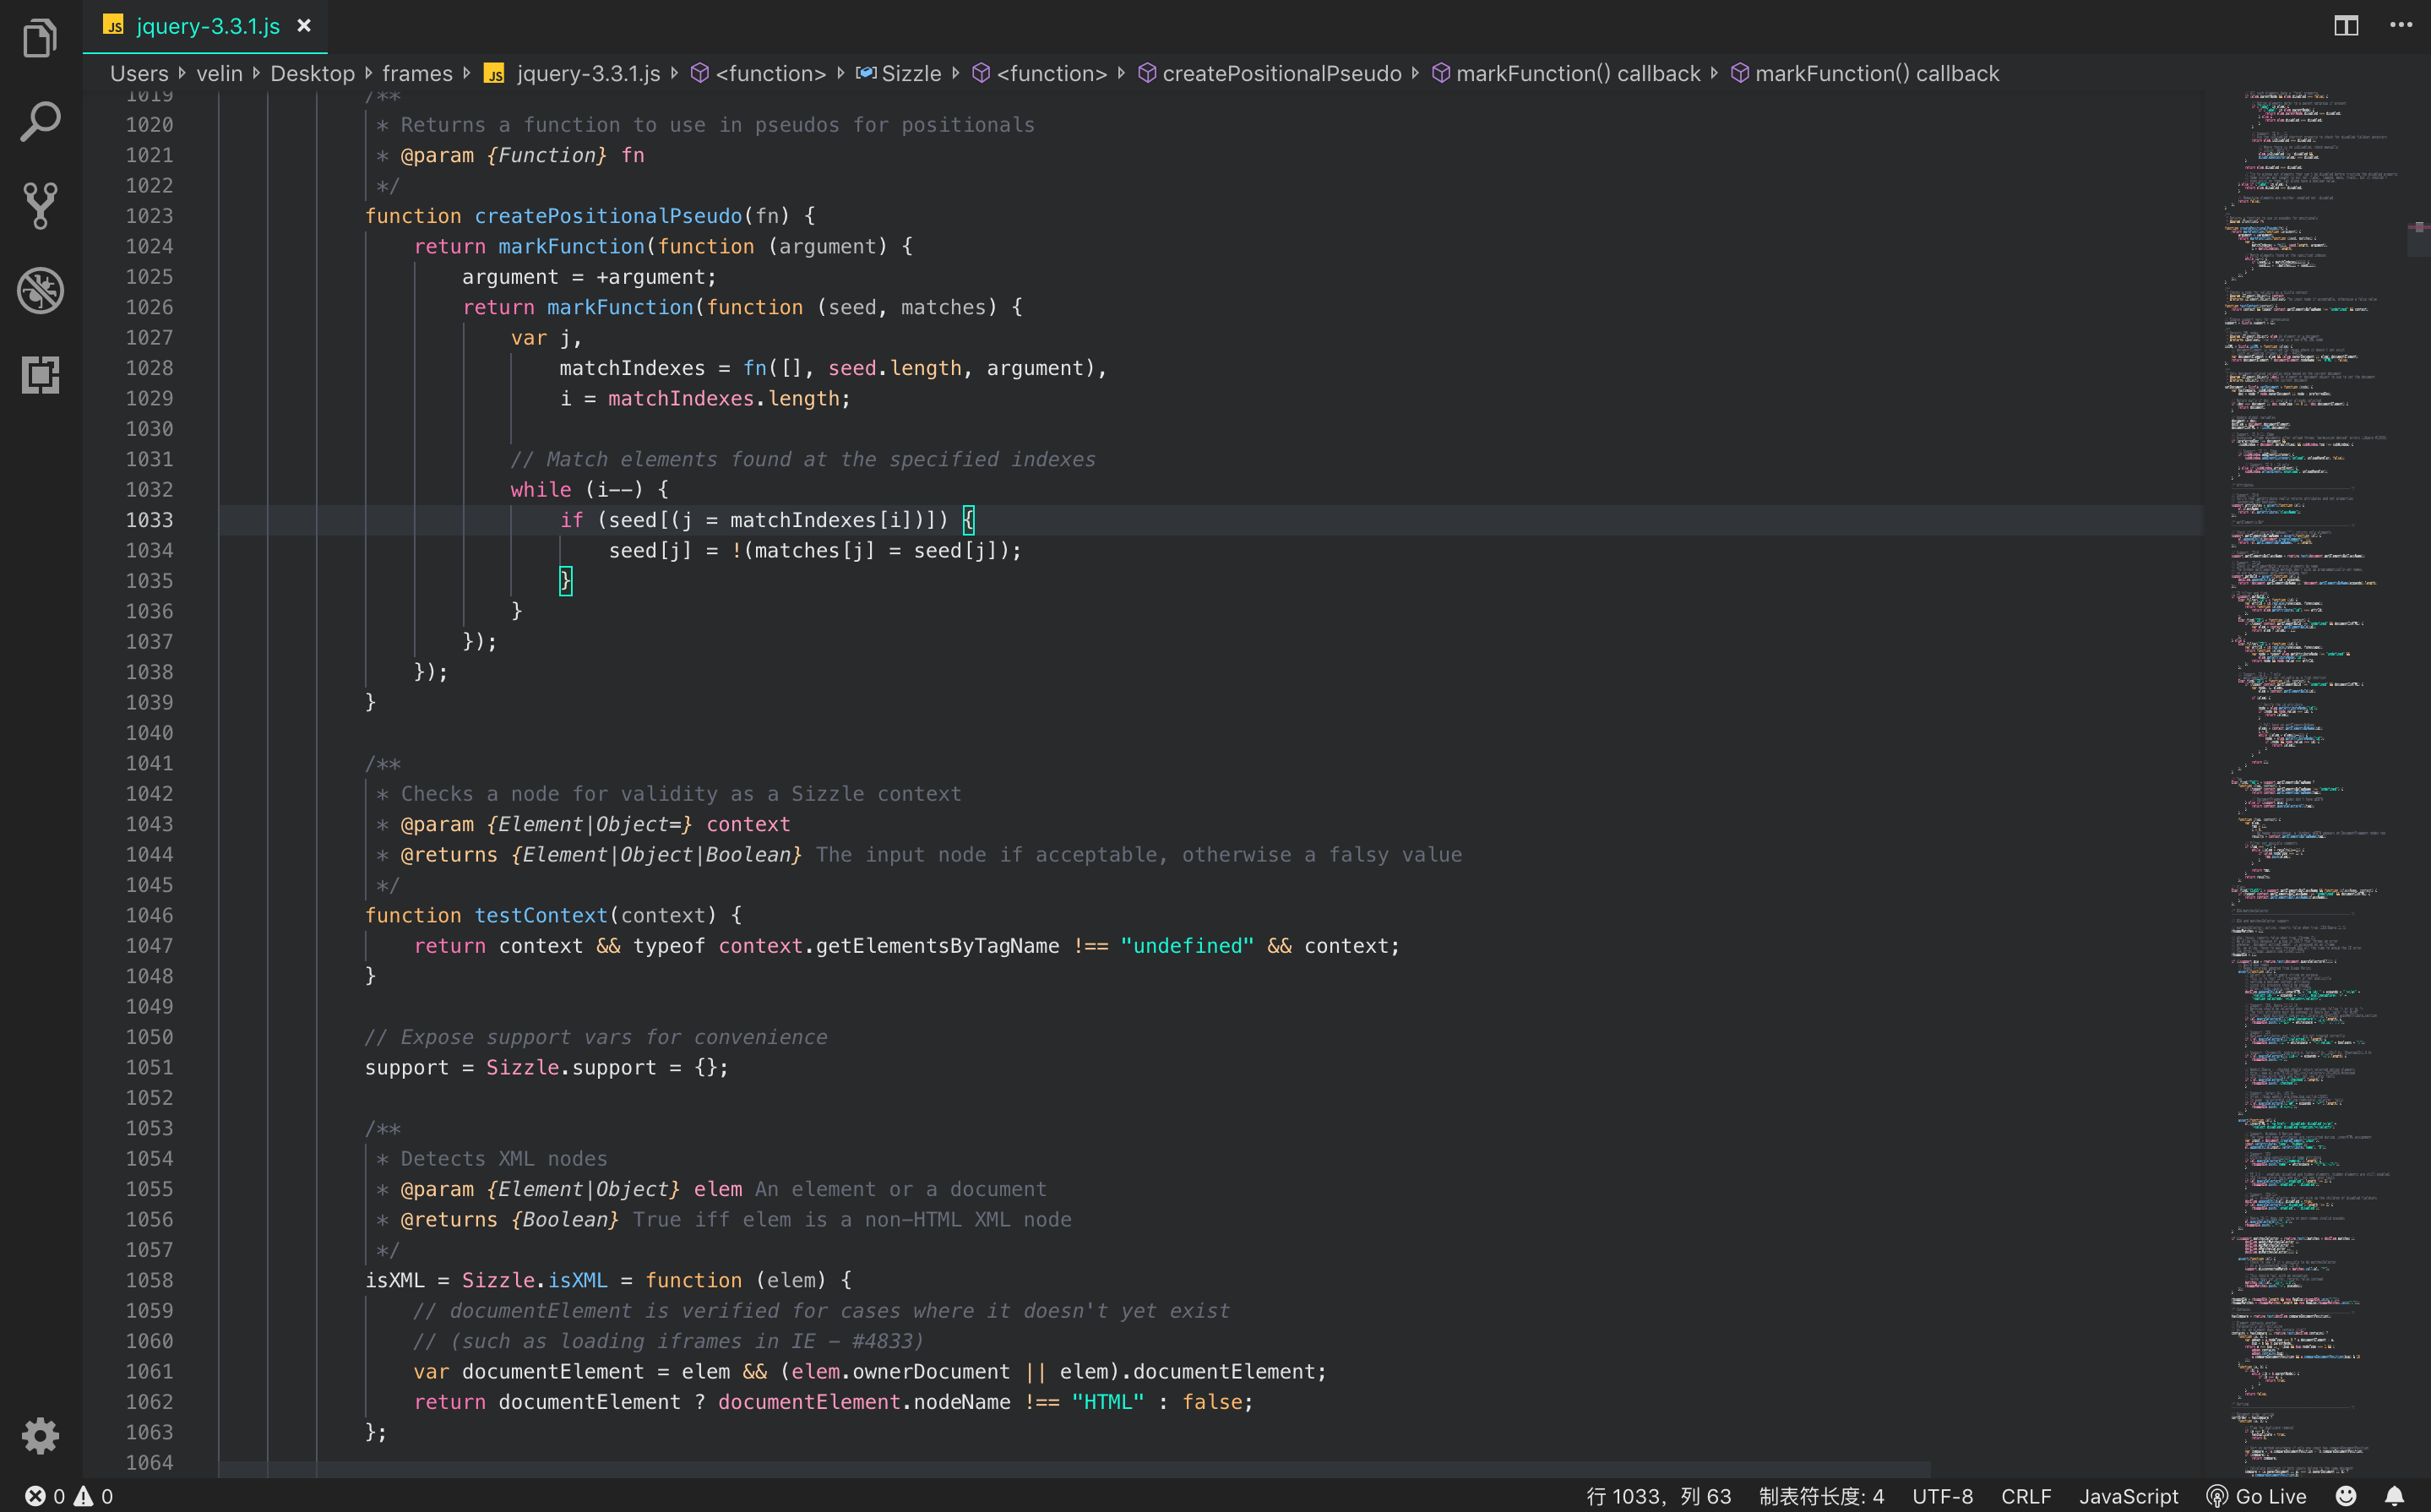 jquery-3.3.1.js
Users velin Desktop frames jquery-3.3.1.js <function> Sizzle <function> createPositionalPseudo markFunction() callback markFunction() callback
1019 /**
1020 * Returns a function to use in pseudos for positionals
1021 * @param {Function} fn
1022 */
1023 function createPositionalPseudo(fn) {
1024 return markFunction(function (argument) {
1025 argument = +argument;
1026 return markFunction(function (seed, matches) {
1027 var j,
1028 matchIndexes = fn([], seed.length, argument),
1029 i = matchIndexes.length;
1030
1031 // Match elements found at the specified indexes
1032 while (i--) {
1033 if (seed[(j = matchIndexes[i])]) {
1034 seed[j] = !(matches[j] = seed[j]);
1035 }
1036 }
1037 });
1038 });
1039 }
1040
1041 /**
1042 * Checks a node for validity as a Sizzle context
1043 * @param {Element|Object=} context
1044 * @returns {Element|Object|Boolean} The input node if acceptable, otherwise a falsy value
1045 */
1046 function testContext(context) {
1047 return context && typeof context.getElementsByTagName !== "undefined" && context;
1048 }
1049
1050 // Expose support vars for convenience
1051 support = Sizzle.support = {};
1052
1053 /**
1054 * Detects XML nodes
1055 * @param {Element|Object} elem An element or a document
1056 * @returns {Boolean} True iff elem is a non-HTML XML node
1057 */
1058 isXML = Sizzle.isXML = function (elem) {
1059 // documentElement is verified for cases where it doesn't yet exist
1060 // (such as loading iframes in IE - #4833)
1061 var documentElement = elem && (elem.ownerDocument || elem).documentElement;
1062 return documentElement ? documentElement.nodeName !== "HTML" : false;
1063 };
1064
0 0 行 1033，列 63 制表符长度: 4 UTF-8 CRLF JavaScript Go Live